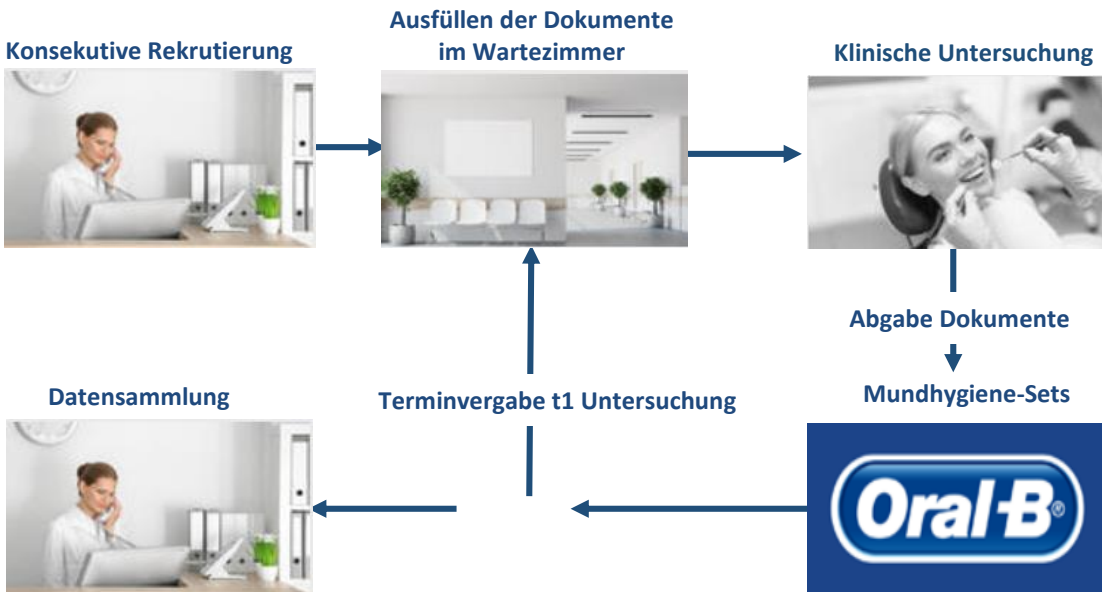 Konsekutive Rekrutierung
Ausfüllen der Dokumente
im Wartezimmer
Klinische Untersuchung
Abgabe Dokumente
Mundhygiene-Sets
Datensammlung
Terminvergabe t1 Untersuchung
Oral-B®